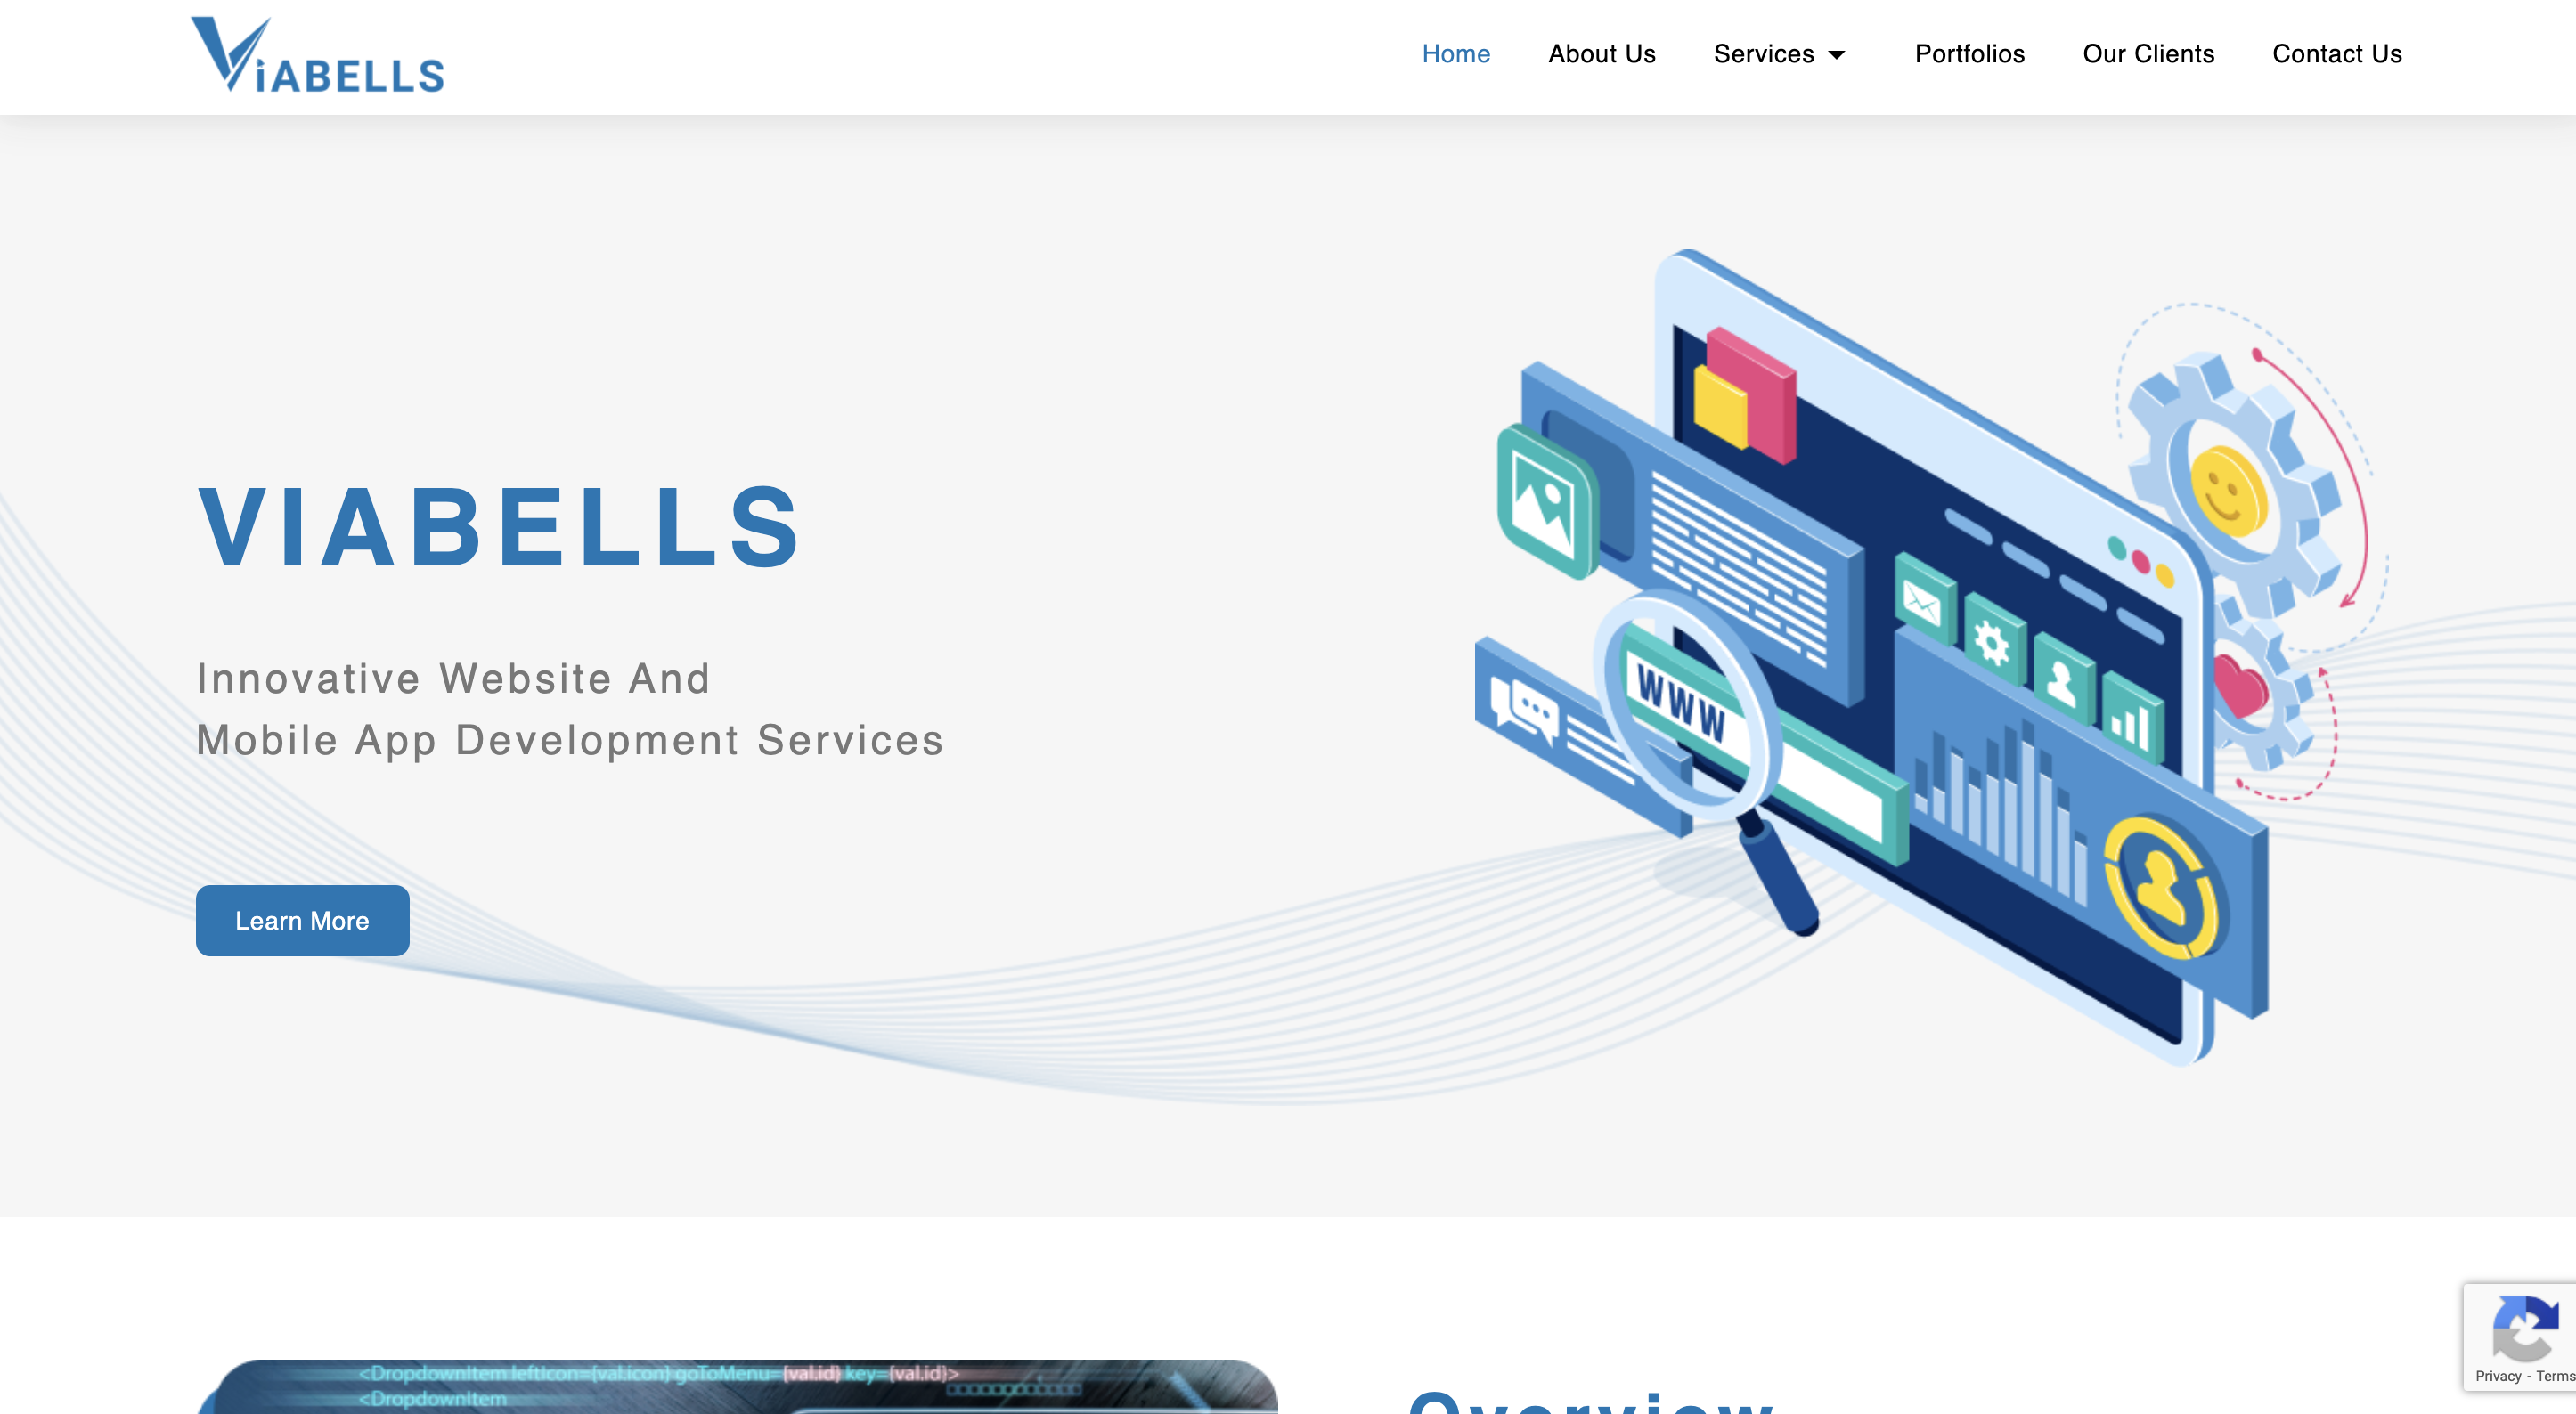 ViABELLS
Home About Us Services Portfolios Our Clients Contact Us
VIABELLS
Innovative Website And
Mobile App Development Services
Learn More
WWW
<DropdownItem leftIcon={val.icon} goToMenu={val.id} key={val.id}>
<DropdownItem
Overview
Privacy - Terms